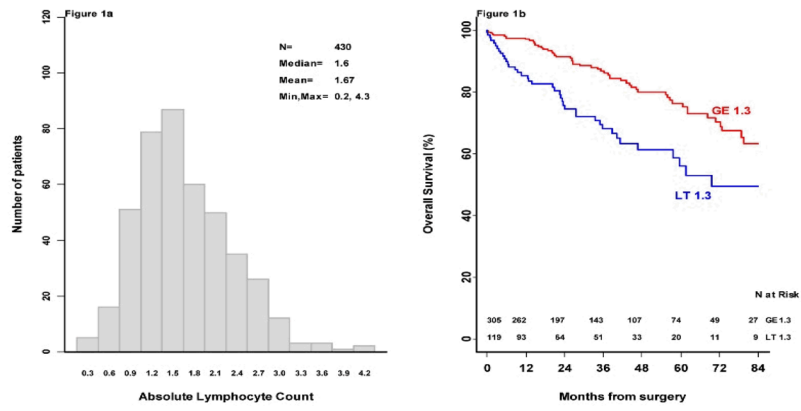 Figure 1a
N= 430
Median= 1.6
Mean= 1.67
Min,Max= 0.2, 4.3
Number of patients
120
100
80
60
40
20
0
0.3 0.6 0.9 1.2 1.5 1.8 2.1 2.4 2.7 3.0 3.3 3.6 3.9 4.2
Absolute Lymphocyte Count
Figure 1b
Overall Survival (%)
100
80
60
40
20
0
GE 1.3
LT 1.3
N at Risk
305 262 197 143 107 74 49 27 GE 1.3
119 93 64 51 33 20 11 9 LT 1.3
0 12 24 36 48 60 72 84
Months from surgery